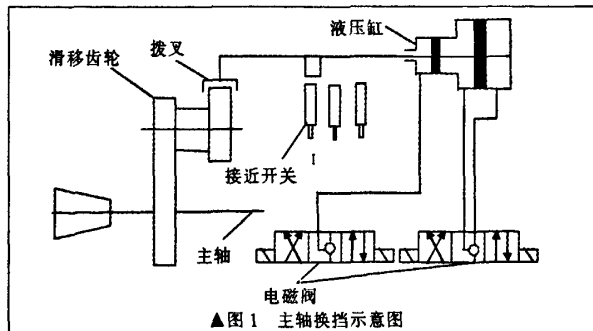 液压缸
拨叉
滑移齿轮
接近开关
I
主轴
电磁阀
▲图1 主轴换挡示意图